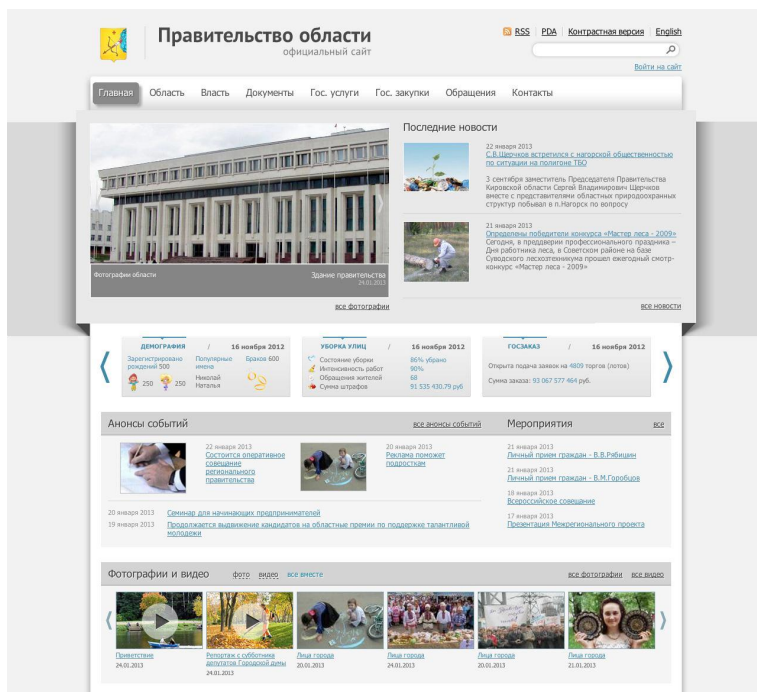 Правительство области
официальный сайт
RSS PDA Контрастная версия English
Войти на сайт
Главная Область Власть Документы Гос. услуги Гос. закупки Обращения Контакты
Фотографии области
Здание правительства
24.01.2013
все фотографии
Последние новости
22 января 2013
С.В.Щерчков встретился с нагорской общественностью
по ситуации на полигоне ТБО
3 сентября заместитель Председателя Правительства
Кировской области Сергей Владимирович Щерчков
вместе с представителями областных природоохранных
структур побывал в п.Нагорск по вопросу
21 января 2013
Определены победители конкурса «Мастер леса - 2009»
Сегодня, в преддверии профессионального праздника –
Дня работника леса, в Советском районе на базе
Суводского лесхозтехникума прошел ежегодный смотр-
конкурс «Мастер леса - 2009»
все новости
ДЕМОГРАФИЯ / 16 ноября 2012
Зарегистрировано
рождений 500
250 250
Популярные
имена
Николай
Наталья
Браков 600
УБОРКА УЛИЦ / 16 ноября 2012
Состояние уборки 86% убрано
Интенсивность работ 90%
Обращения жителей 68
Сумма штрафов 91 535 430.79 руб
ГОСЗАКАЗ / 16 ноября 2012
Открыта подача заявок на 4809 торгов (лотов)
Сумма заказа: 93 067 577 464 руб.
Анонсы событий все анонсы событий
22 января 2013
Состоится оперативное
совещание
регионального
правительства
20 января 2013
Реклама поможет
подросткам
20 января 2013 Семинар для начинающих предпринимателей
19 января 2013 Продолжается выдвижение кандидатов на областные премии по поддержке талантливой
молодежи
Мероприятия все
21 января 2013
Личный прием граждан - В.В.Рябишин
21 января 2013
Личный прием граждан - В.М.Горобцов
18 января 2013
Всероссийское совещание
17 января 2013
Презентация Межрегионального проекта
Фотографии и видео фото видео все вместе все фотографии все видео
Приветствие
24.01.2013
Репортаж с субботника
депутатов Городской думы
24.01.2013
Лица города
20.01.2013
Лица города
24.01.2013
Лица города
20.01.2013
Лица города
21.01.2013